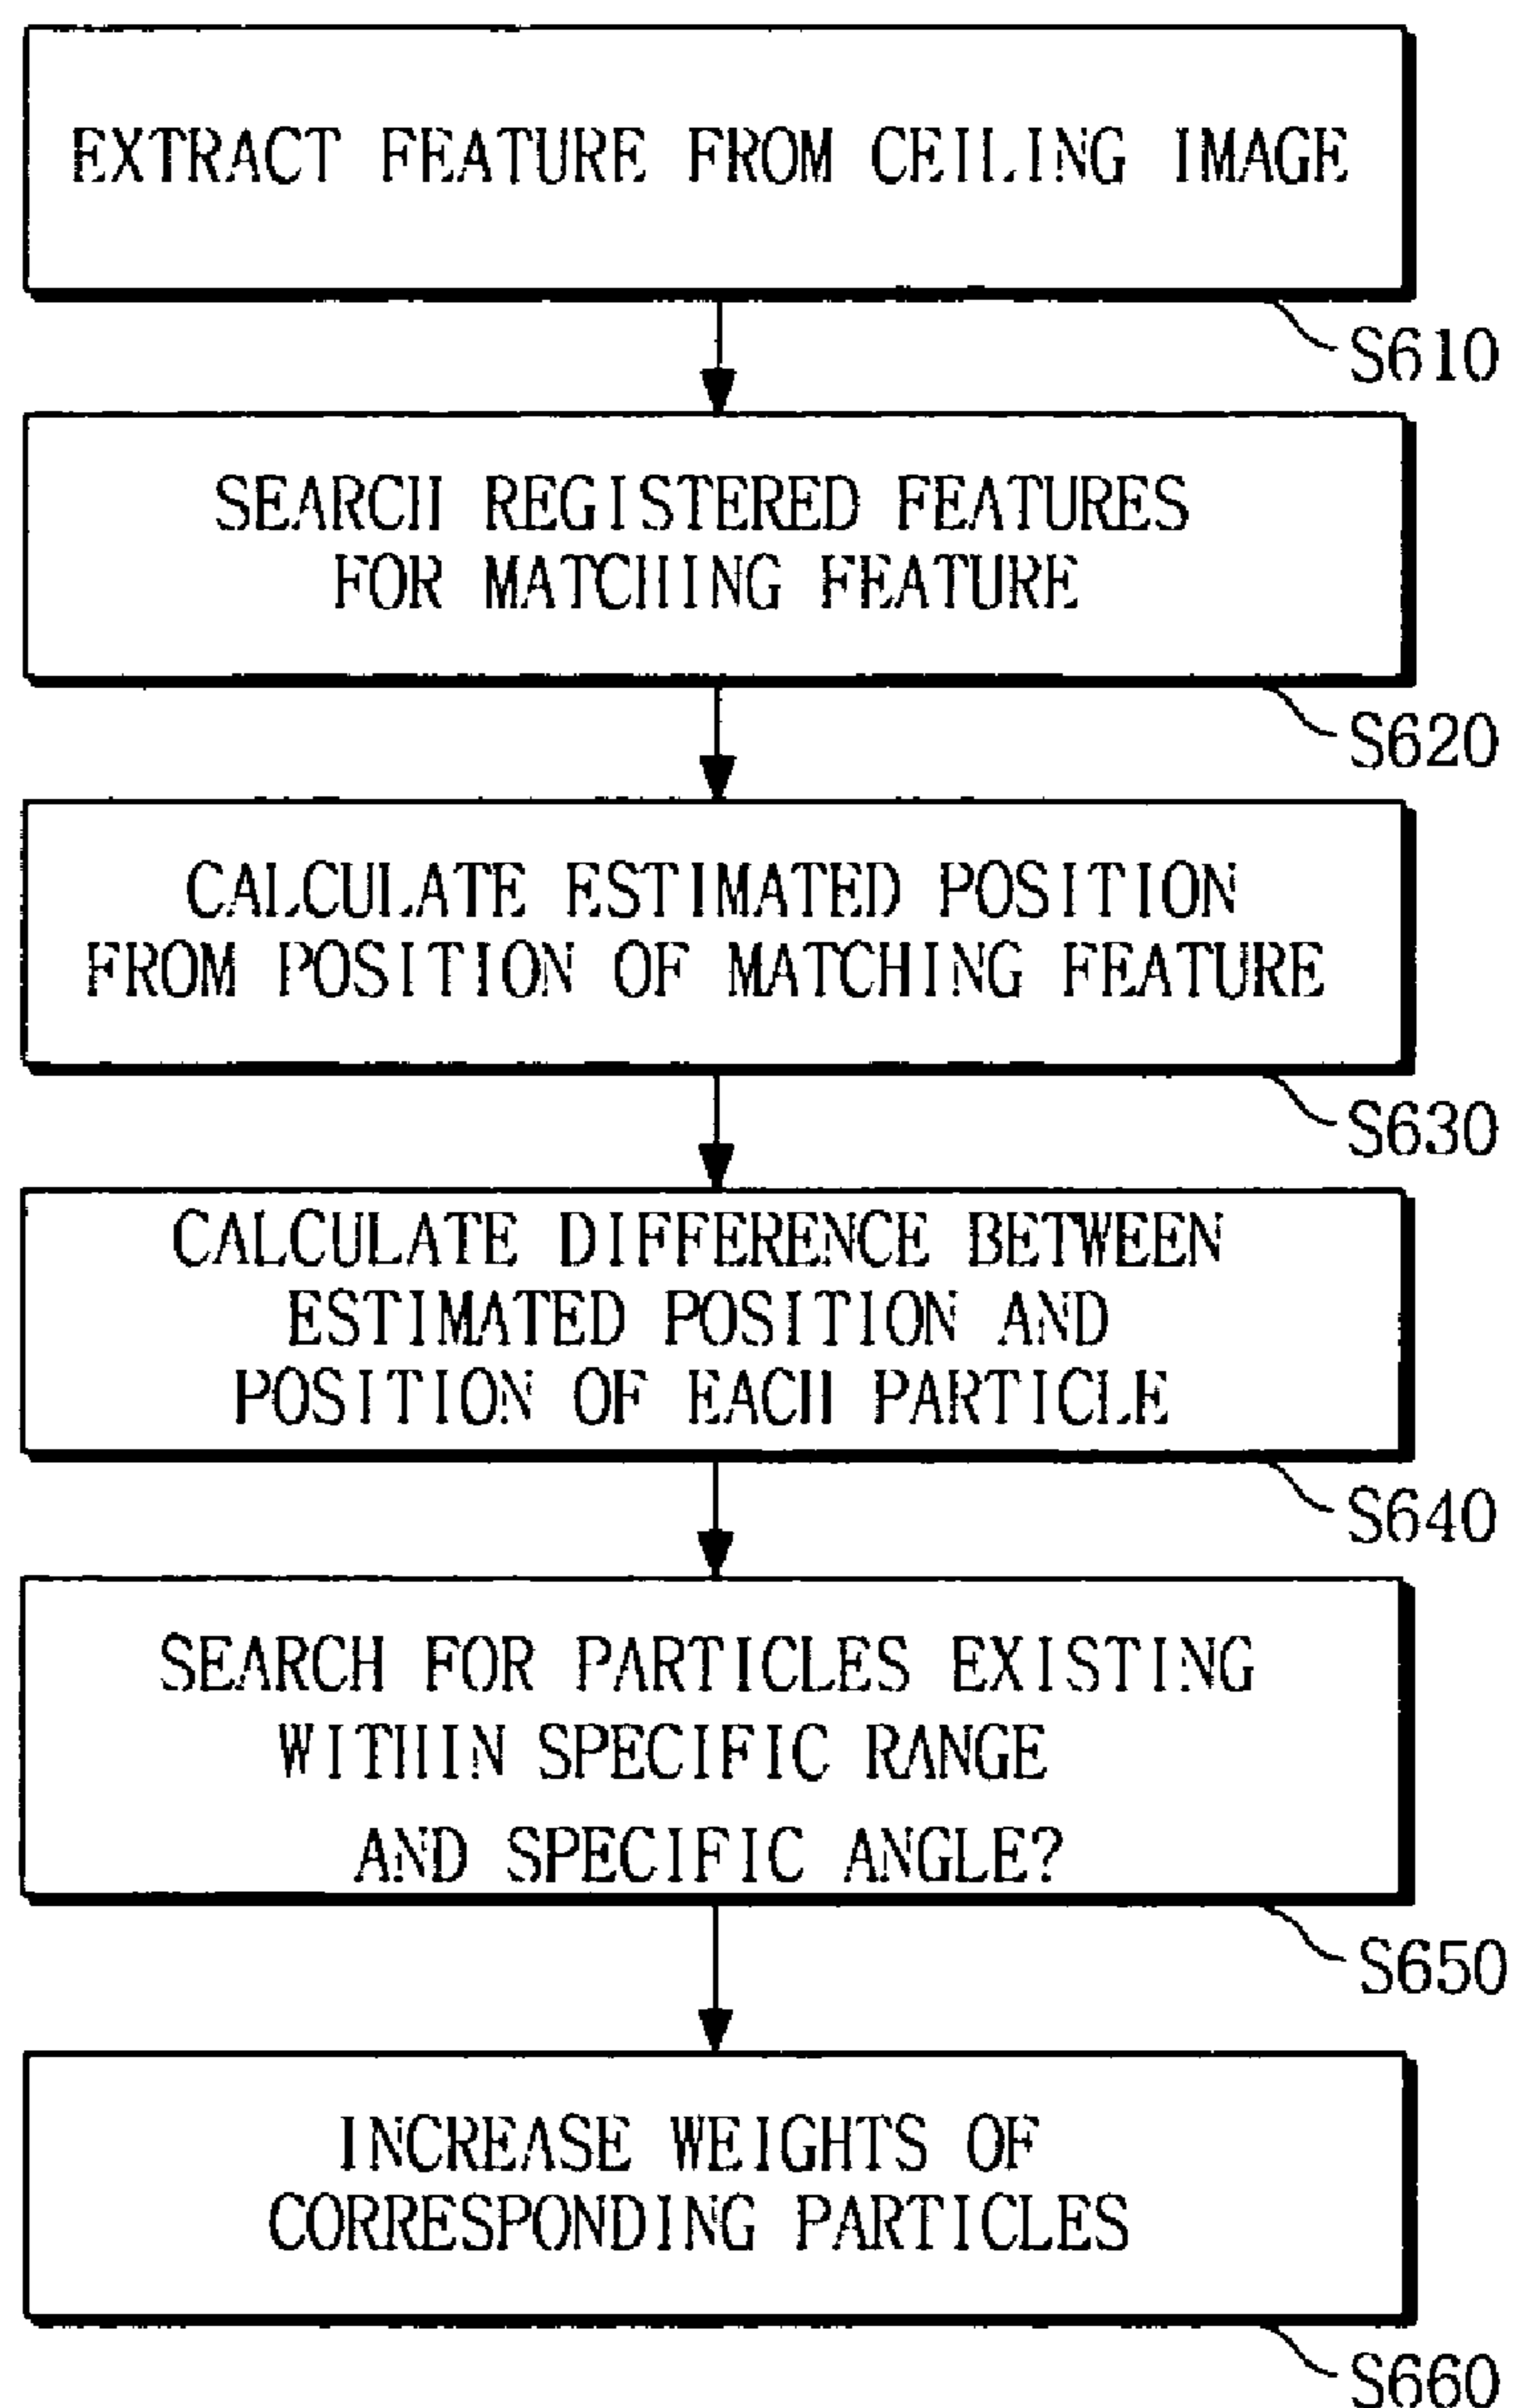 EXTRACT FEATURE FROM CEILING IMAGE
S610
SEARCH REGISTERED FEATURES
FOR MATCHING FEATURE
S620
CALCULATE ESTIMATED POSITION
FROM POSITION OF MATCHING FEATURE
S630
CALCULATE DIFFERENCE BETWEEN
ESTIMATED POSITION AND
POSITION OF EACH PARTICLE
S640
SEARCH FOR PARTICLES EXISTING
WITHIN SPECIFIC RANGE
AND SPECIFIC ANGLE?
S650
INCREASE WEIGHTS OF
CORRESPONDING PARTICLES
S660